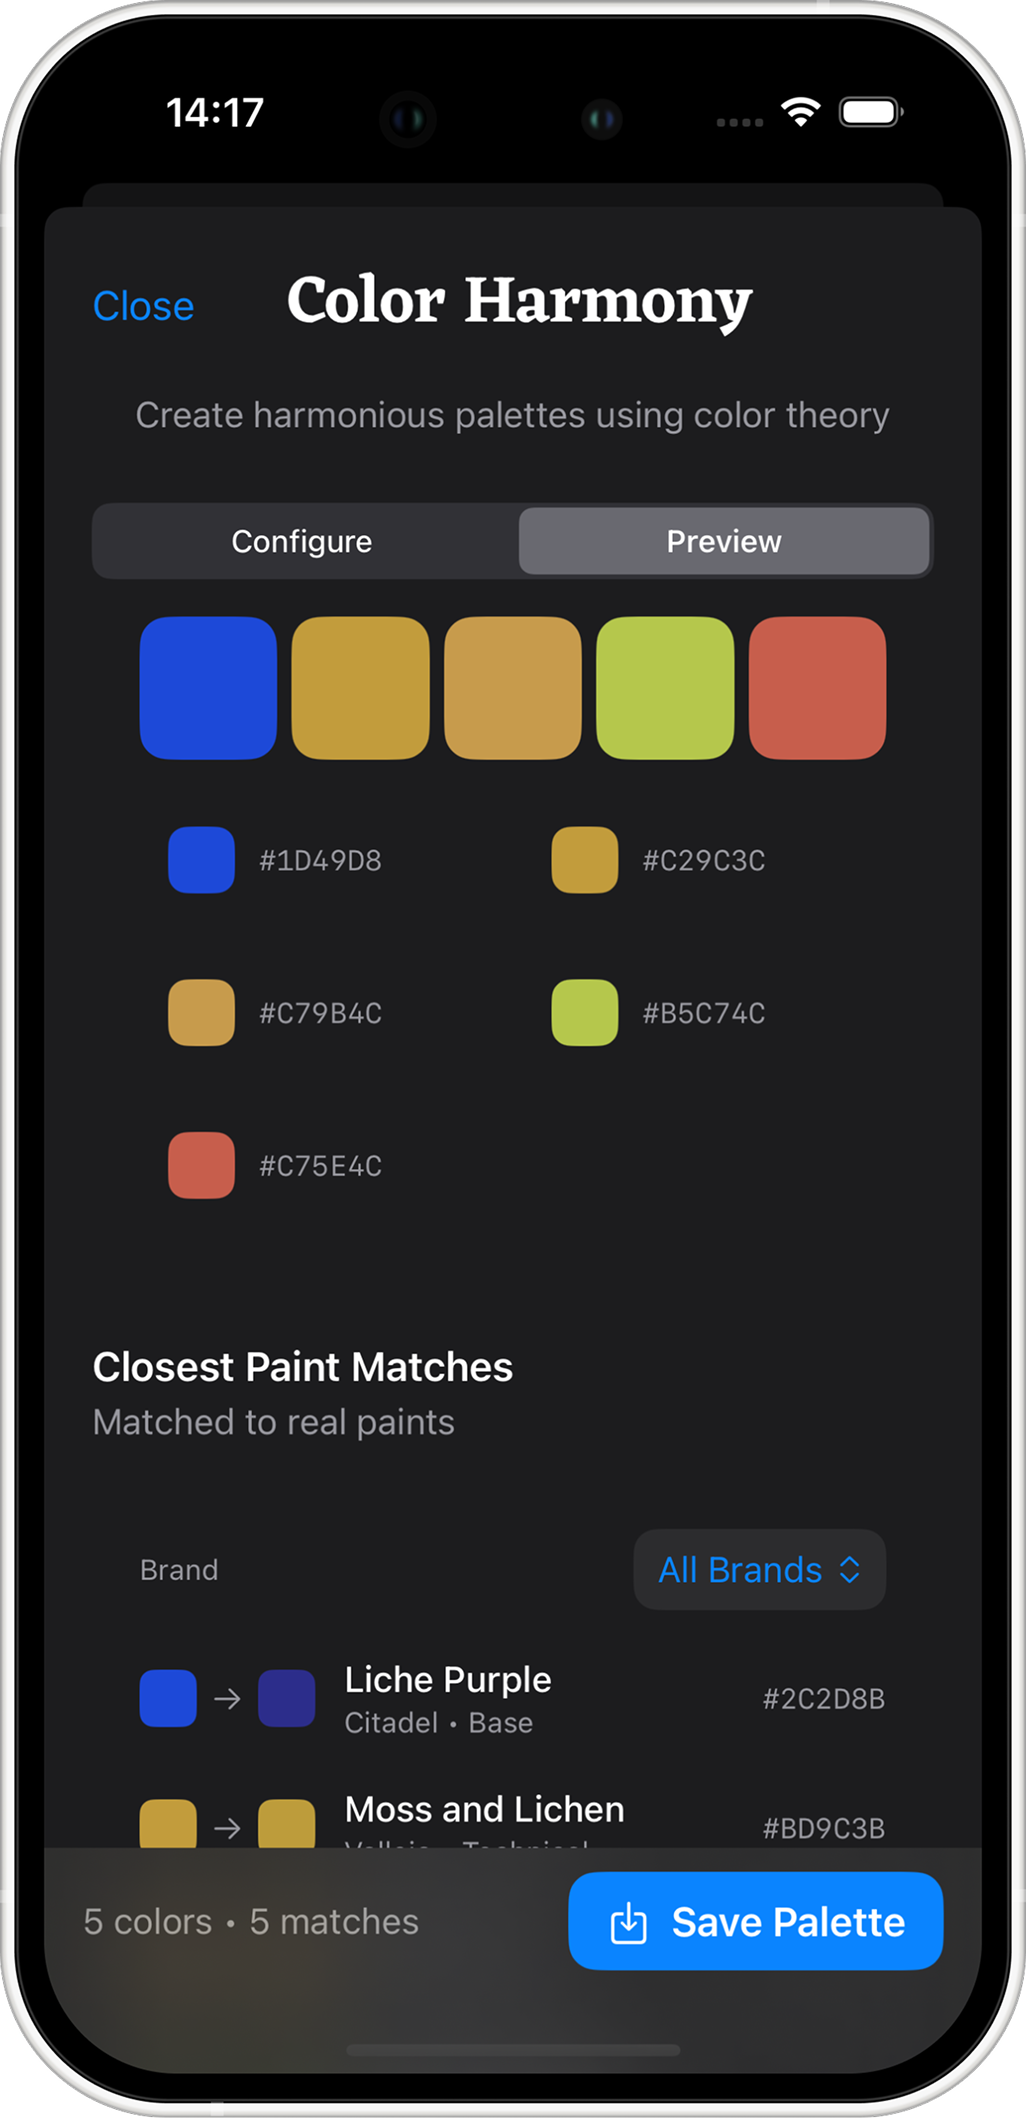 14:17
Close
Color Harmony
Create harmonious palettes using color theory
Configure
Preview
#1D49D8
#C29C3C
#C79B4C
#B5C74C
#C75E4C
Closest Paint Matches
Matched to real paints
Brand
All Brands
Liche Purple
Citadel • Base
#2C2D8B
Moss and Lichen
#BD9C3B
5 colors • 5 matches
Save Palette